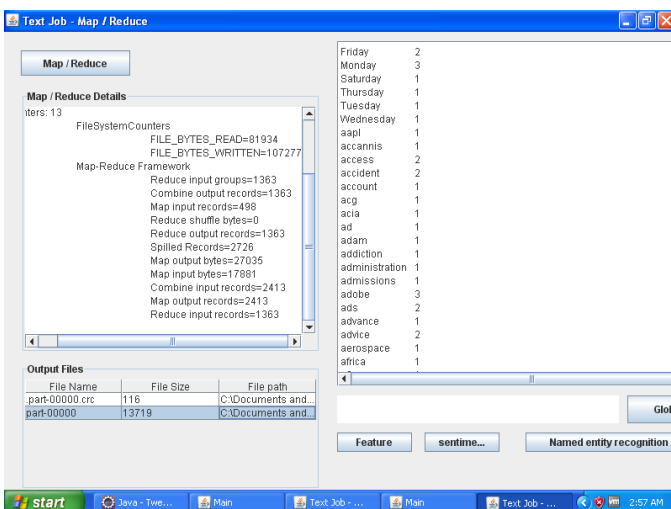 Text Job - Map / Reduce
Map / Reduce
Map / Reduce Details
iters: 13
FileSystemCounters
FILE_BYTES_READ=81934
FILE_BYTES_WRITTEN=107277
Map-Reduce Framework
Reduce input groups=1363
Combine output records=1363
Map input records=498
Reduce shuffle bytes=0
Reduce output records=1363
Spilled Records=2726
Map output bytes=27035
Map input bytes=17881
Combine input records=2413
Map output records=2413
Reduce input records=1363
Output Files
File Name File Size File path
.part-00000.crc 116 C:\Documents and...
part-00000 13719 C:\Documents and...
Friday 2
Monday 3
Saturday 1
Thursday 1
Tuesday 1
Wednesday 1
aapl 1
accannis 1
access 2
accident 2
account 1
acg 1
acia 1
ad 1
adam 1
addiction 1
administration 1
admissions 1
adobe 3
ads 2
advance 1
advice 2
aerospace 1
africa 1
Glol
Feature sentime... Named entity recognition
start Java - Twe... Main Text Job - ... Main Text Job - ... 2:57 AM